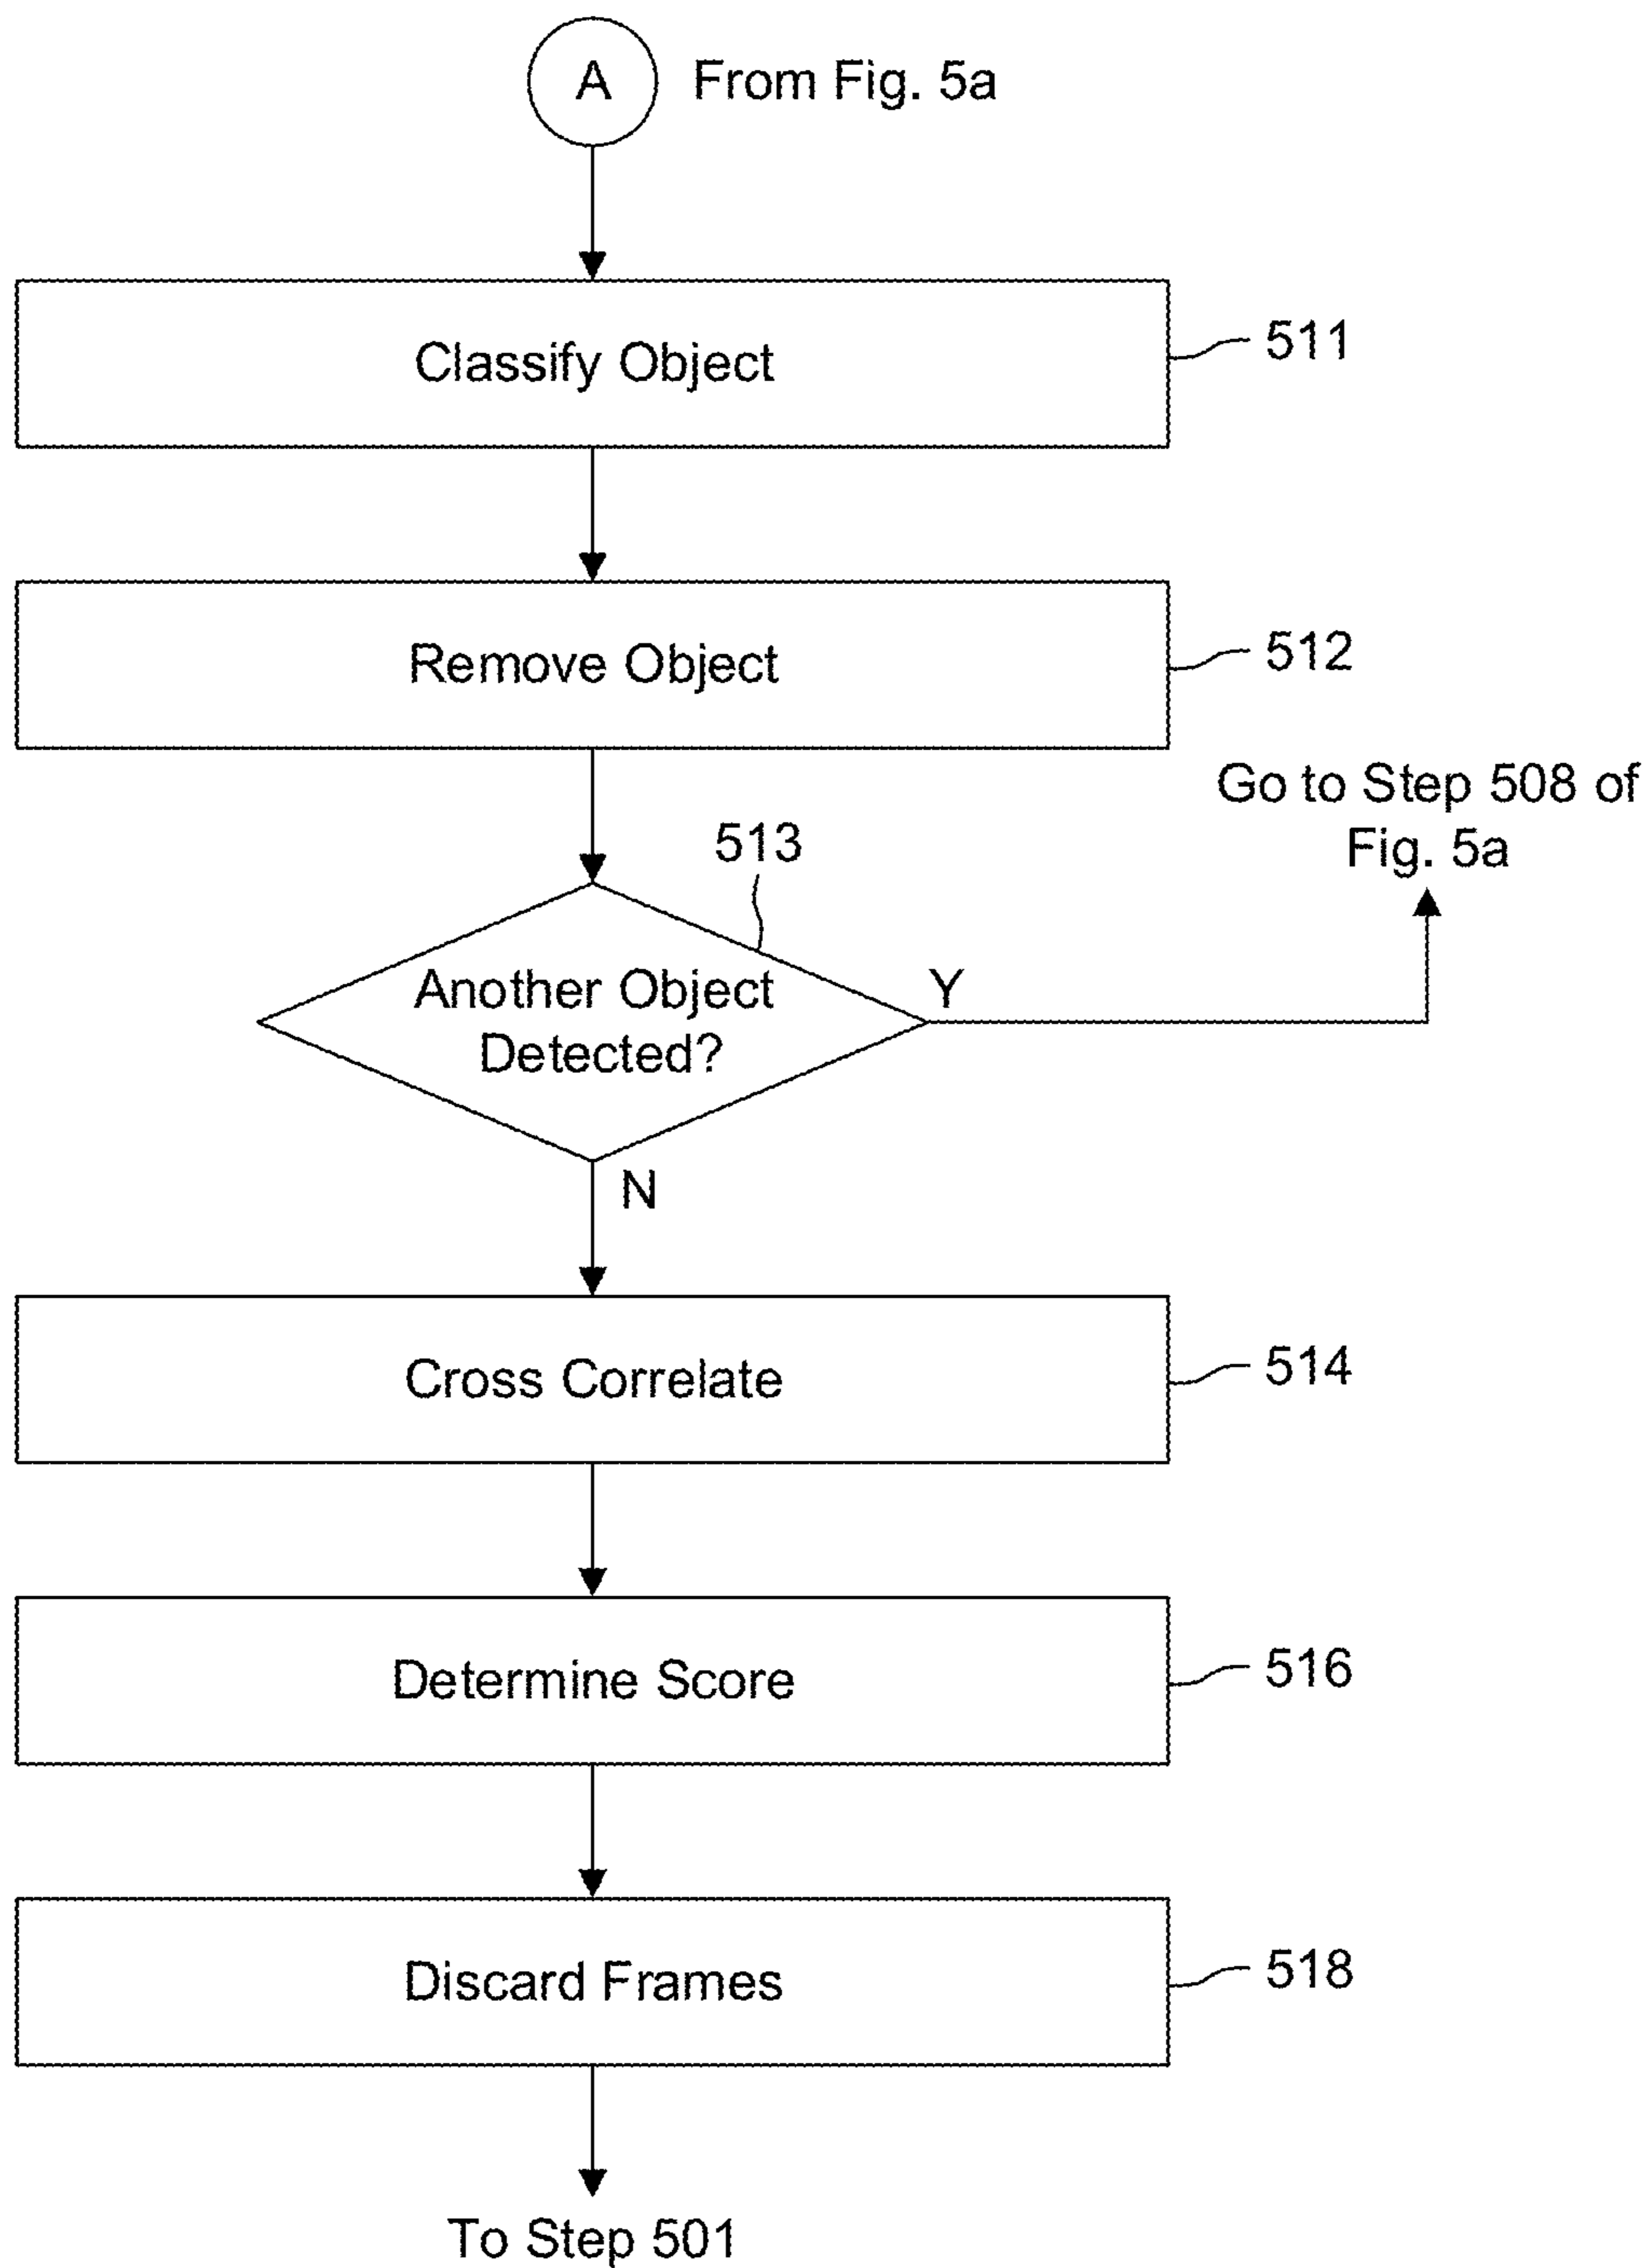 A
From Fig. 5a
Classify Object
511
Remove Object
512
Go to Step 508 of
Fig. 5a
513
Another Object
Detected?
Y
N
Cross Correlate
514
Determine Score
516
Discard Frames
518
To Step 501